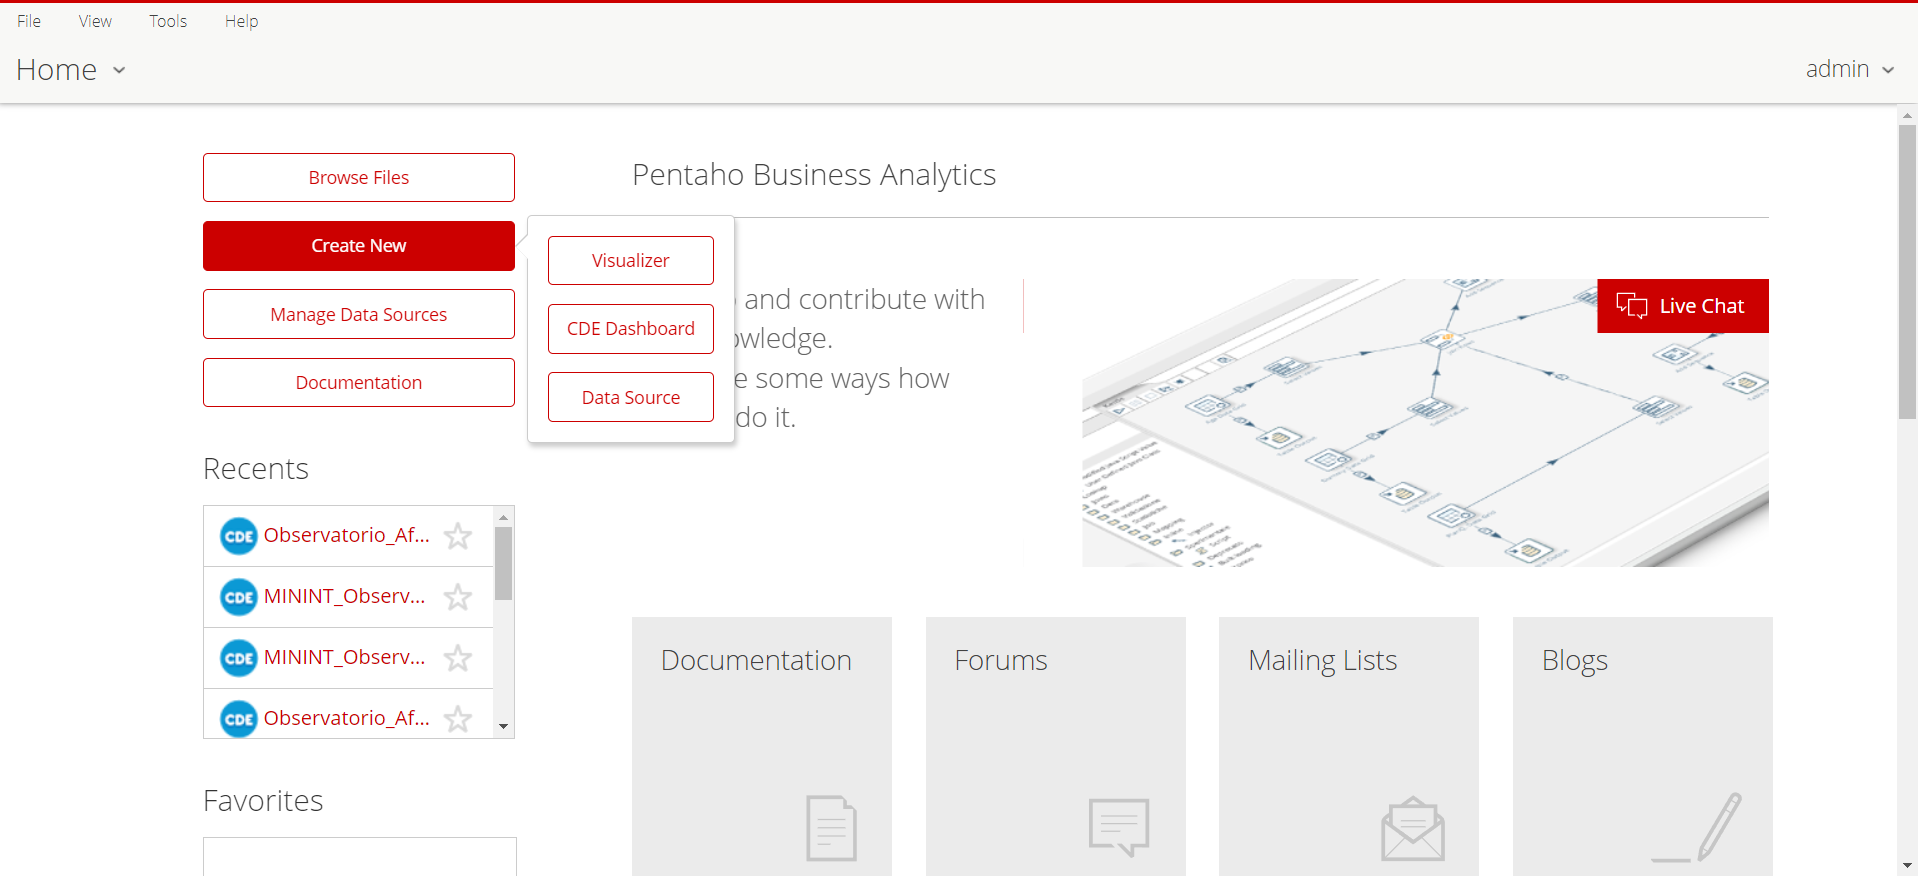 File View Tools Help
Home
admin
Browse Files
Create New
Manage Data Sources
Documentation
Visualizer
CDE Dashboard
Data Source
Pentaho Business Analytics
and contribute with
some ways how
do it.
Live Chat
Recents
CDE Observatorio_Af...
CDE MININT_Observ...
CDE MININT_Observ...
CDE Observatorio_Af...
Favorites
Documentation
Forums
Mailing Lists
Blogs